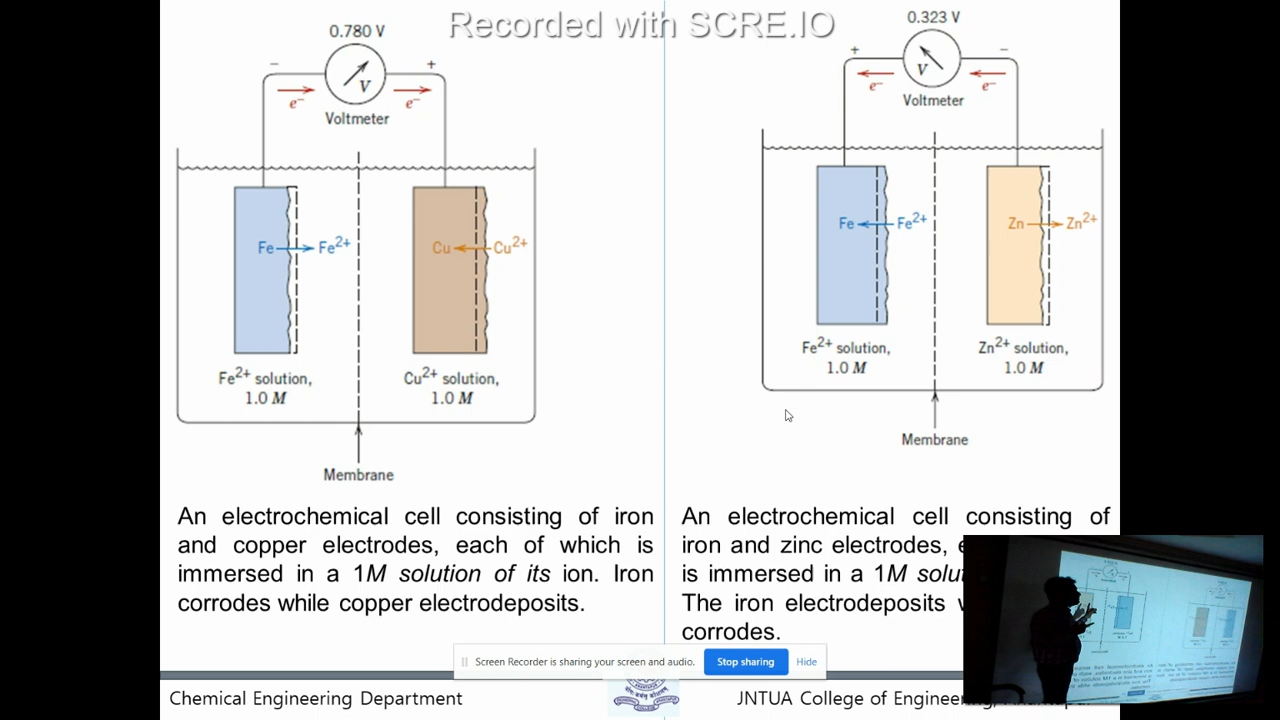 Recorded with SCRE.IO
0.780 V
−
+
V
e⁻
e⁻
Voltmeter
Fe
Fe²⁺
Cu
Cu²⁺
Fe²⁺ solution,
1.0 M
Cu²⁺ solution,
1.0 M
Membrane
An electrochemical cell consisting of iron
and copper electrodes, each of which is
immersed in a 1M solution of its ion. Iron
corrodes while copper electrodeposits.
0.323 V
+
−
V
e⁻
e⁻
Voltmeter
Fe
Fe²⁺
Zn
Zn²⁺
Fe²⁺ solution,
1.0 M
Zn²⁺ solution,
1.0 M
Membrane
An electrochemical cell consisting of
iron and zinc electrodes,
is immersed in a 1M
The iron electrodeposits
corrodes.
Screen Recorder is sharing your screen and audio.
Stop sharing
Hide
Chemical Engineering Department
JNTUA College of Engineering,